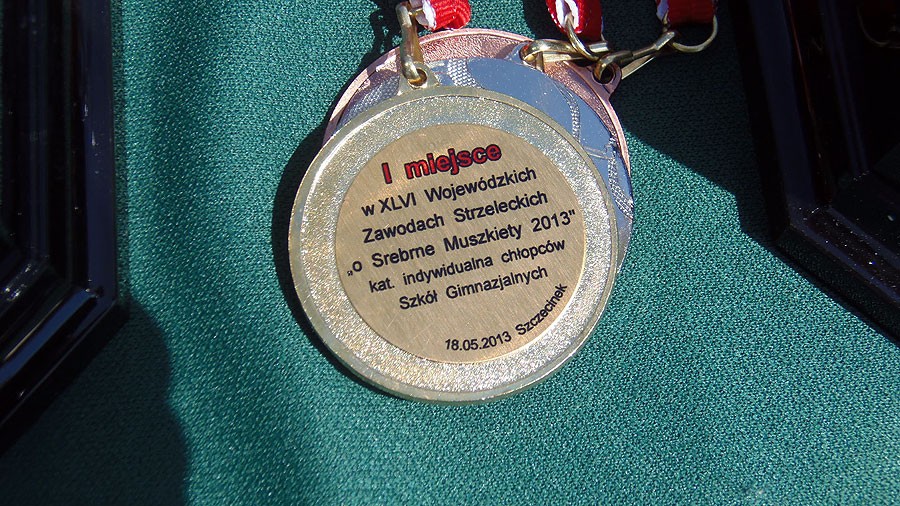 I miejsce
w XLVI Wojewódzkich
Zawodach Strzeleckich
„o Srebrne Muszkiety 2013"
kat. indywidualna chłopców
Szkół Gimnazjalnych
18.05.2013 Szczecinek